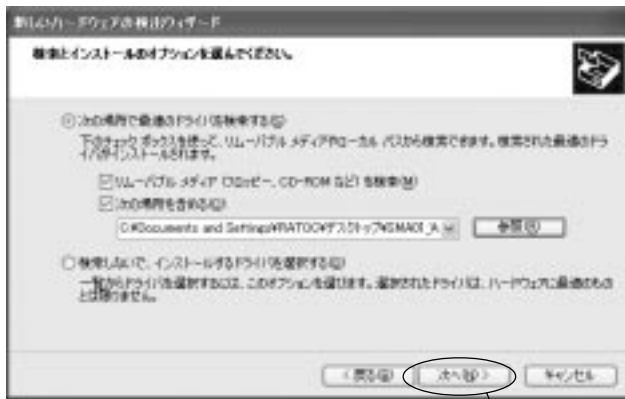 新しいハードウェアの検出ウィザード
検索とインストールのオプションを選んでください。
次の場所で最適のドライバを検索する(S)
下のチェック ボックスを使って、リムーバブル メディアやローカル パスから検索できます。検索された最適のドラ
イバがインストールされます。
リムーバブル メディア (フロッピー、CD-ROM など) を検索(M)
次の場所を含める(O)
C:¥Documents and Settings¥RATOC¥デスクトップ¥SMA01_A
参照(R)
検索しないで、インストールするドライバを選択する(D)
一覧からドライバを選択するには、このオプションを選びます。選択されたドライバは、ハードウェアに最適のもの
とは限りません。
< 戻る(B)
次へ(N) >
キャンセル